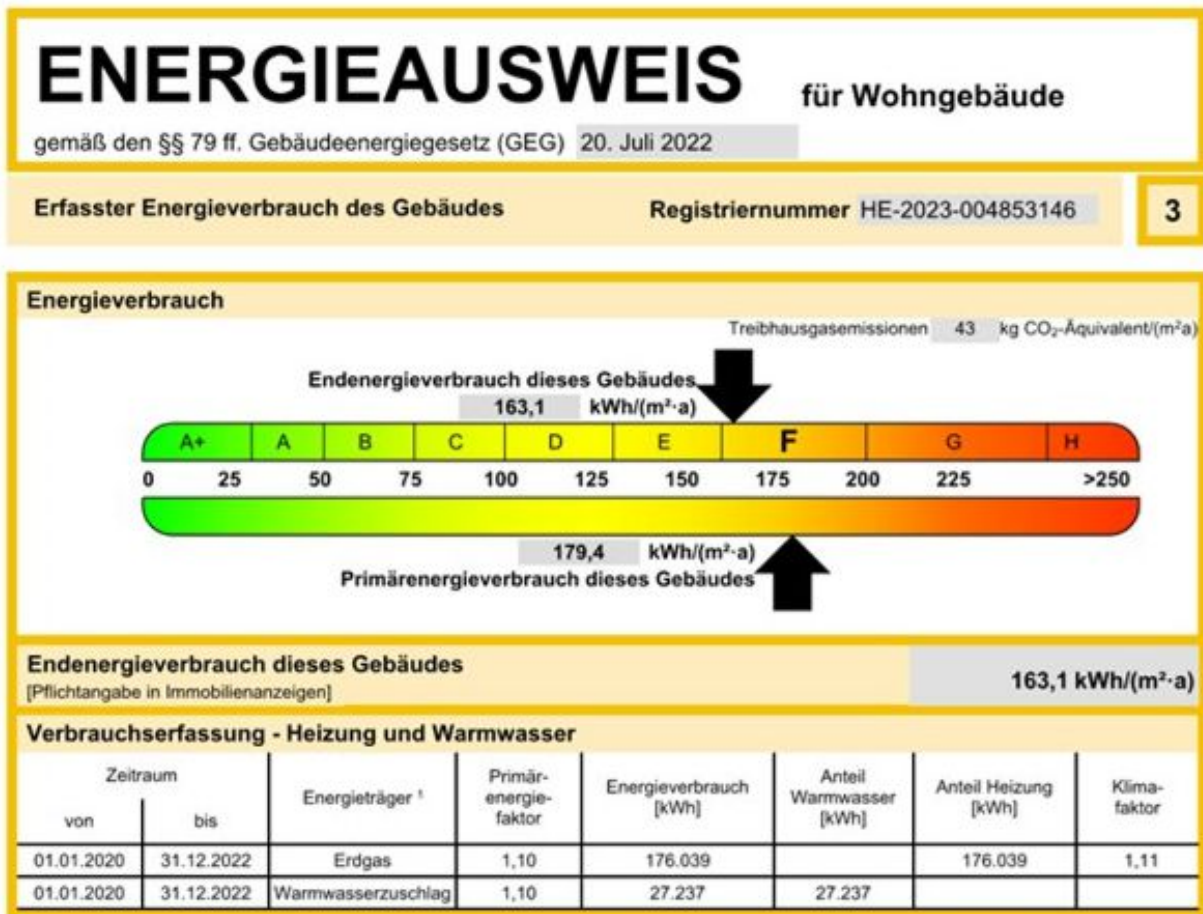 ENERGIEAUSWEIS für Wohngebäude
gemäß den §§ 79 ff. Gebäudeenergiegesetz (GEG) 20. Juli 2022
Erfasster Energieverbrauch des Gebäudes Registriernummer HE-2023-004853146 3
Energieverbrauch
Treibhausgasemissionen 43 kg CO₂-Äquivalent/(m²a)
Endenergieverbrauch dieses Gebäudes
163,1 kWh/(m²·a)
A+ A B C D E F G H
0 25 50 75 100 125 150 175 200 225 >250
179,4 kWh/(m²·a)
Primärenergieverbrauch dieses Gebäudes
Endenergieverbrauch dieses Gebäudes
[Pflichtangabe in Immobilienanzeigen]
163,1 kWh/(m²·a)
Verbrauchserfassung - Heizung und Warmwasser
Zeitraum
von bis
Energieträger ¹
Primär-
energie-
faktor
Energieverbrauch
[kWh]
Anteil
Warmwasser
[kWh]
Anteil Heizung
[kWh]
Klima-
faktor
01.01.2020 31.12.2022 Erdgas 1,10 176.039 176.039 1,11
01.01.2020 31.12.2022 Warmwasserzuschlag 1,10 27.237 27.237